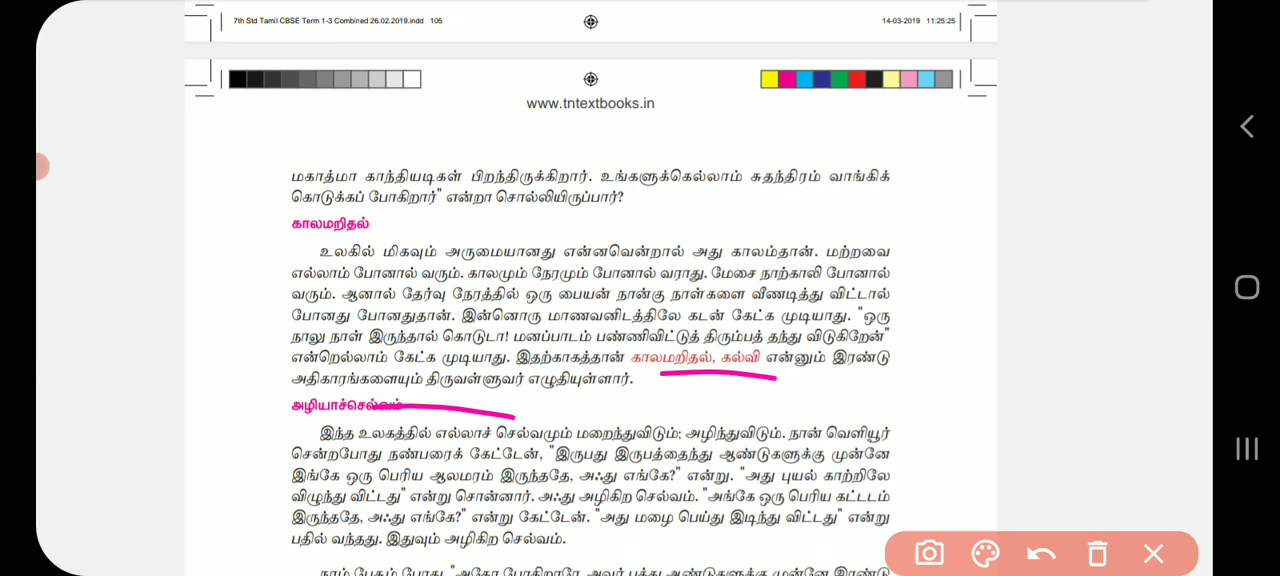 7th Std Tamil CBSE Term 1-3 Combined 26.02.2019.indd 105 14-03-2019 11:25:25
www.tntextbooks.in
மகாத்மா காந்தியடிகள் பிறந்திருக்கிறார். உங்களுக்கெல்லாம் சுதந்திரம் வாங்கிக்
கொடுக்கப் போகிறார்" என்றா சொல்லியிருப்பார்?
காலமறிதல்
உலகில் மிகவும் அருமையானது என்னவென்றால் அது காலம்தான். மற்றவை
எல்லாம் போனால் வரும். காலமும் நேரமும் போனால் வராது. மேசை நாற்காலி போனால்
வரும். ஆனால் தேர்வு நேரத்தில் ஒரு பையன் நான்கு நாள்களை வீணடித்து விட்டால்
போனது போனதுதான். இன்னொரு மாணவனிடத்திலே கடன் கேட்க முடியாது. "ஒரு
நாலு நாள் இருந்தால் கொடுடா! மனப்பாடம் பண்ணிவிட்டுத் திரும்பத் தந்து விடுகிறேன்"
என்றெல்லாம் கேட்க முடியாது. இதற்காகத்தான் காலமறிதல், கல்வி என்னும் இரண்டு
அதிகாரங்களையும் திருவள்ளுவர் எழுதியுள்ளார்.
அழியாச்செல்வம்
இந்த உலகத்தில் எல்லாச் செல்வமும் மறைந்துவிடும்; அழிந்துவிடும். நான் வெளியூர்
சென்றபோது நண்பரைக் கேட்டேன், "இருபது இருபத்தைந்து ஆண்டுகளுக்கு முன்னே
இங்கே ஒரு பெரிய ஆலமரம் இருந்ததே, அஃது எங்கே?" என்று. "அது புயல் காற்றிலே
விழுந்து விட்டது" என்று சொன்னார். அஃது அழிகிற செல்வம். "அங்கே ஒரு பெரிய கட்டடம்
இருந்ததே, அஃது எங்கே?" என்று கேட்டேன். "அது மழை பெய்து இடிந்து விட்டது" என்று
பதில் வந்தது. இதுவும் அழிகிற செல்வம்.
நாம் பேசும் போது, "அதோ போகிறாரே, அவர் பத்து ஆண்டுகளுக்கு முன்னே இரண்டு